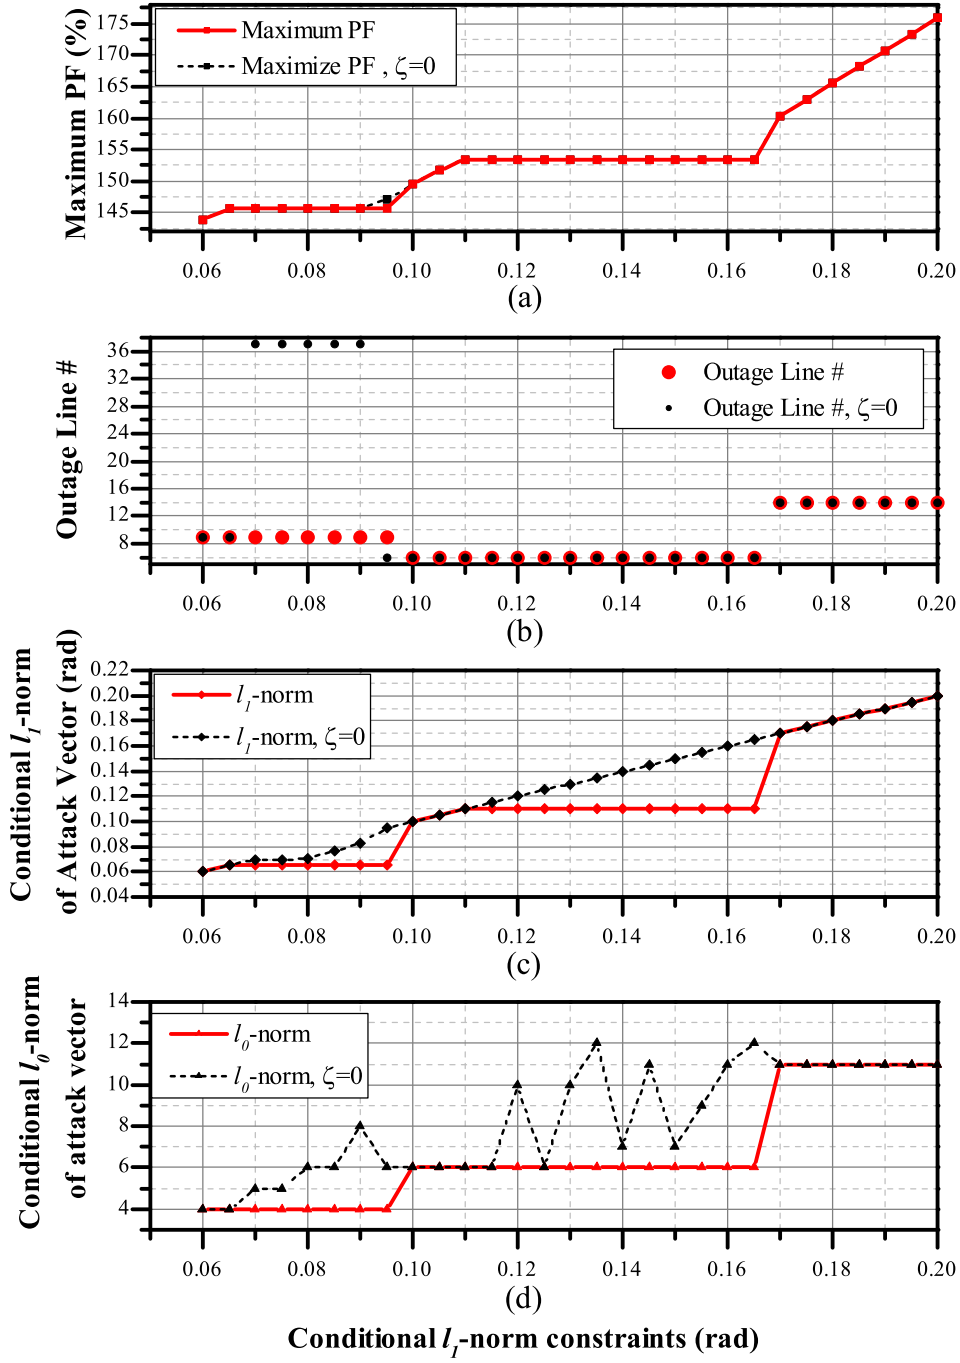 Maximum PF (%)
175
170
165
160
155
150
145
Maximum PF
Maximize PF , ζ=0
0.06 0.08 0.10 0.12 0.14 0.16 0.18 0.20
(a)
Outage Line #
36
32
28
24
20
16
12
8
Outage Line #
Outage Line #, ζ=0
0.06 0.08 0.10 0.12 0.14 0.16 0.18 0.20
(b)
Conditional l1-norm
of Attack Vector (rad)
0.22
0.20
0.18
0.16
0.14
0.12
0.10
0.08
0.06
0.04
l1-norm
l1-norm, ζ=0
0.06 0.08 0.10 0.12 0.14 0.16 0.18 0.20
(c)
Conditional l0-norm
of attack vector
14
12
10
8
6
4
l0-norm
l0-norm, ζ=0
0.06 0.08 0.10 0.12 0.14 0.16 0.18 0.20
(d)
Conditional l1-norm constraints (rad)